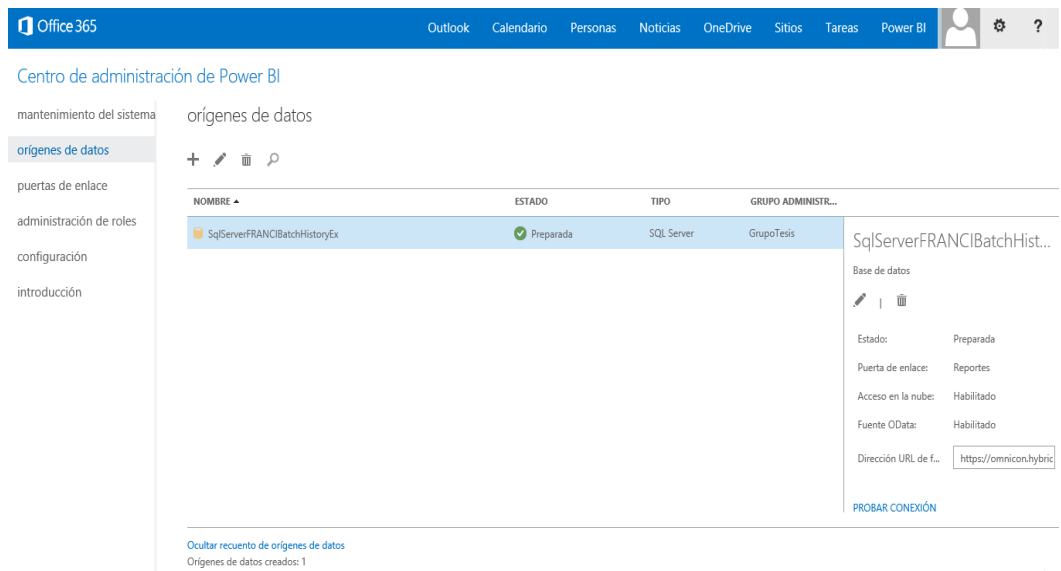 Office 365
Outlook Calendario Personas Noticias OneDrive Sitios Tareas Power BI ?
Centro de administración de Power BI
mantenimiento del sistema
orígenes de datos
puertas de enlace
administración de roles
configuración
introducción
orígenes de datos
NOMBRE ESTADO TIPO GRUPO ADMINISTR...
SqlServerFRANCIBatchHistoryEx Preparada SQL Server GrupoTesis
SqlServerFRANCIBatchHist...
Base de datos
Estado: Preparada
Puerta de enlace: Reportes
Acceso en la nube: Habilitado
Fuente OData: Habilitado
Dirección URL de f... https://omnicon.hybric
PROBAR CONEXIÓN
Ocultar recuento de orígenes de datos
Orígenes de datos creados: 1